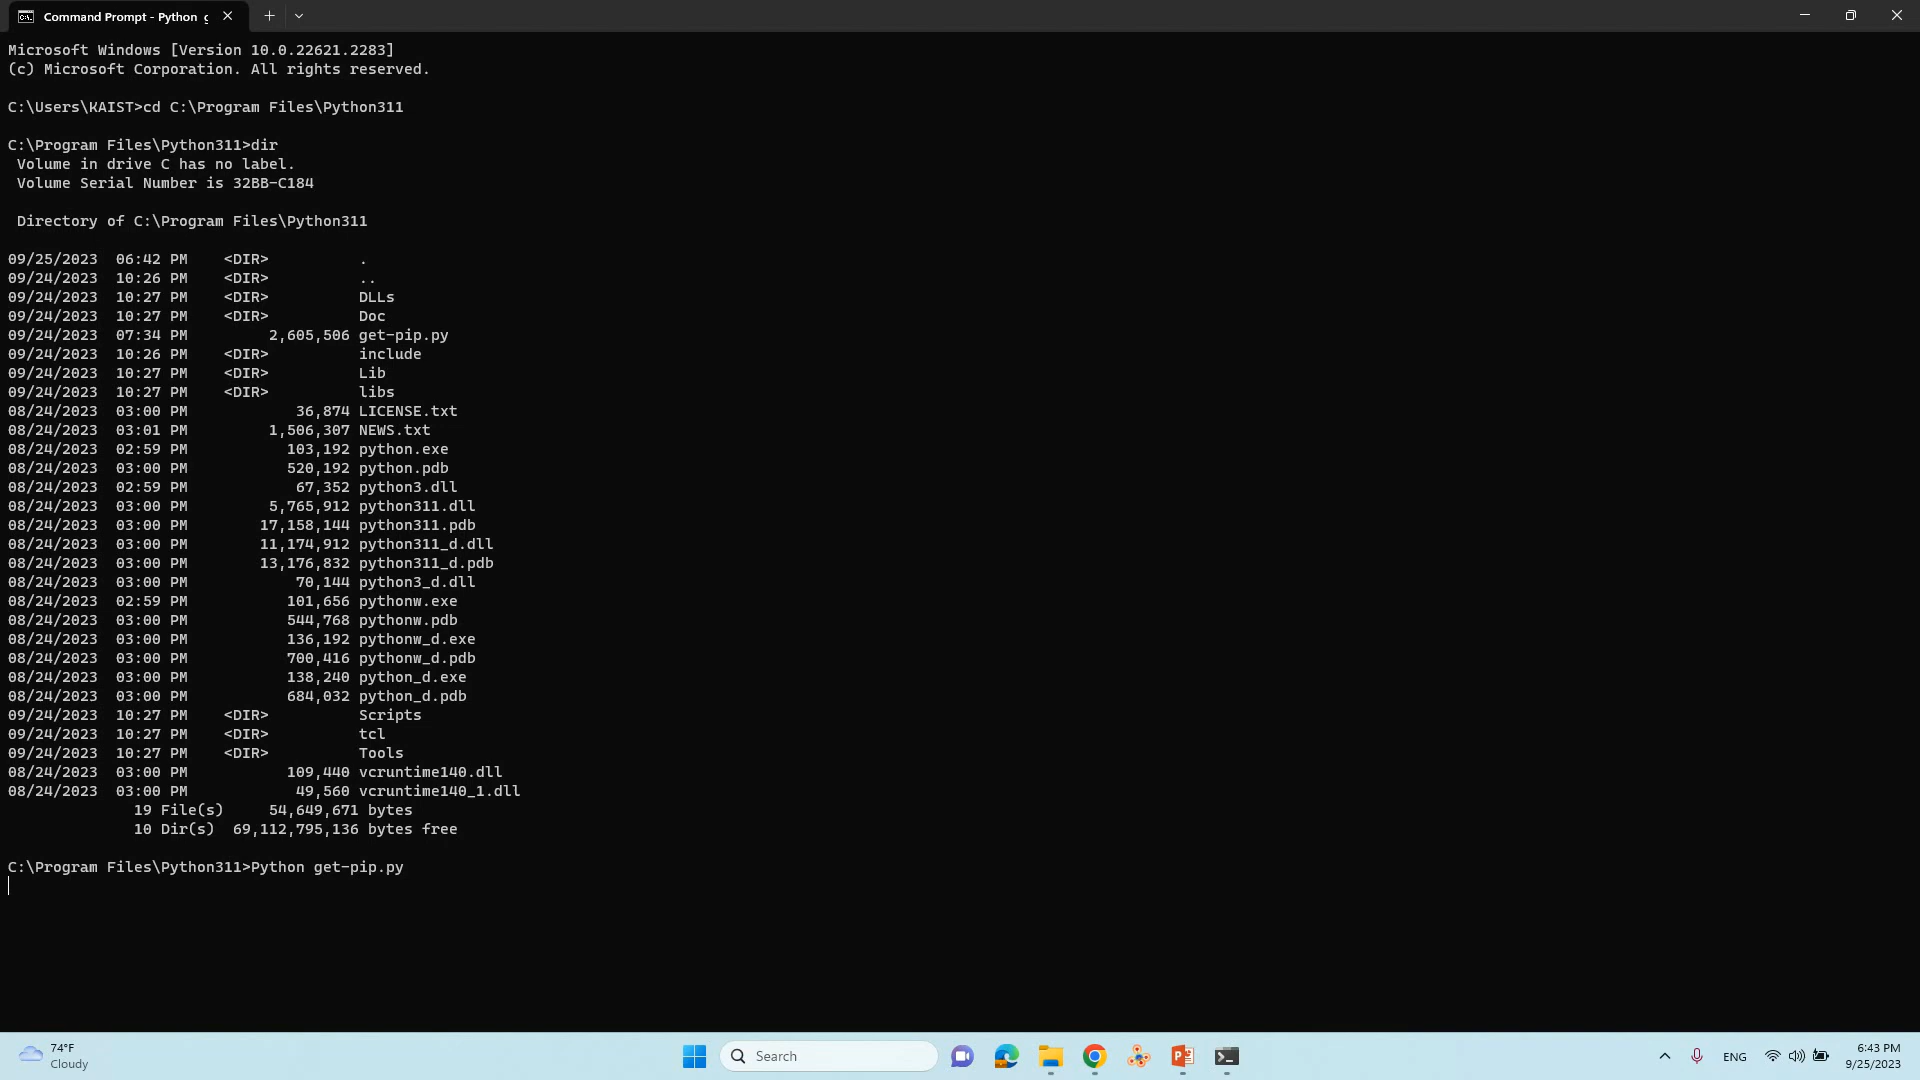 Command Prompt - Python g
Microsoft Windows [Version 10.0.22621.2283]
(c) Microsoft Corporation. All rights reserved.
C:\Users\KAIST>cd C:\Program Files\Python311
C:\Program Files\Python311>dir
Volume in drive C has no label.
Volume Serial Number is 32BB-C184
Directory of C:\Program Files\Python311
09/25/2023 06:42 PM <DIR> .
09/24/2023 10:26 PM <DIR> ..
09/24/2023 10:27 PM <DIR> DLLs
09/24/2023 10:27 PM <DIR> Doc
09/24/2023 07:34 PM 2,605,506 get-pip.py
09/24/2023 10:26 PM <DIR> include
09/24/2023 10:27 PM <DIR> Lib
09/24/2023 10:27 PM <DIR> libs
08/24/2023 03:00 PM 36,874 LICENSE.txt
08/24/2023 03:01 PM 1,506,307 NEWS.txt
08/24/2023 02:59 PM 103,192 python.exe
08/24/2023 03:00 PM 520,192 python.pdb
08/24/2023 02:59 PM 67,352 python3.dll
08/24/2023 03:00 PM 5,765,912 python311.dll
08/24/2023 03:00 PM 17,158,144 python311.pdb
08/24/2023 03:00 PM 11,174,912 python311_d.dll
08/24/2023 03:00 PM 13,176,832 python311_d.pdb
08/24/2023 03:00 PM 70,144 python3_d.dll
08/24/2023 02:59 PM 101,656 pythonw.exe
08/24/2023 03:00 PM 544,768 pythonw.pdb
08/24/2023 03:00 PM 136,192 pythonw_d.exe
08/24/2023 03:00 PM 700,416 pythonw_d.pdb
08/24/2023 03:00 PM 138,240 python_d.exe
08/24/2023 03:00 PM 684,032 python_d.pdb
09/24/2023 10:27 PM <DIR> Scripts
09/24/2023 10:27 PM <DIR> tcl
09/24/2023 10:27 PM <DIR> Tools
08/24/2023 03:00 PM 109,440 vcruntime140.dll
08/24/2023 03:00 PM 49,560 vcruntime140_1.dll
19 File(s) 54,649,671 bytes
10 Dir(s) 69,112,795,136 bytes free
C:\Program Files\Python311>Python get-pip.py
74°F
Cloudy
Search
ENG
6:43 PM
9/25/2023